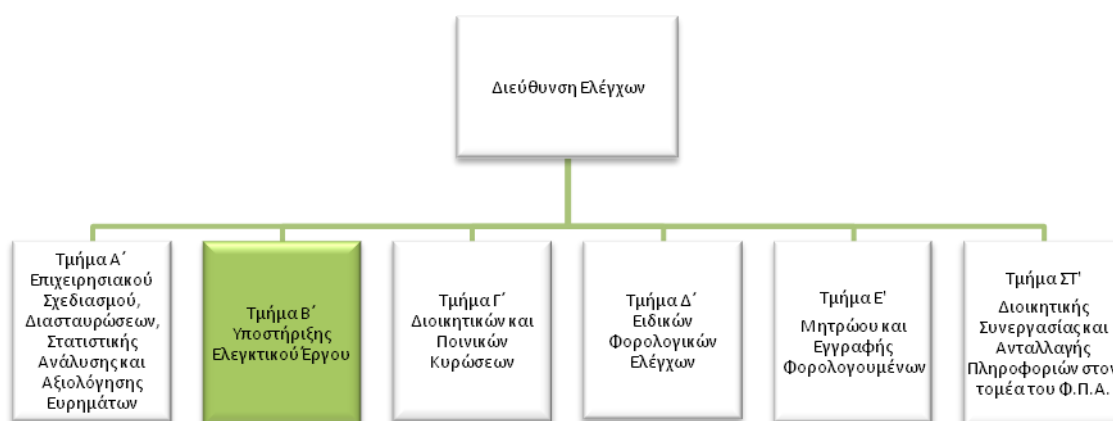 Διεύθυνση Ελέγχων
Τμήμα Α΄
Επιχειρησιακού
Σχεδιασμού,
Διασταυρώσεων,
Στατιστικής
Ανάλυσης και
Αξιολόγησης
Ευρημάτων
Τμήμα Β΄
Υποστήριξης
Ελεγκτικού Έργου
Τμήμα Γ΄
Διοικητικών και
Ποινικών
Κυρώσεων
Τμήμα Δ΄
Ειδικών
Φορολογικών
Ελέγχων
Τμήμα Ε'
Μητρώου και
Εγγραφής
Φορολογουμένων
Τμήμα ΣΤ'
Διοικητικής
Συνεργασίας και
Ανταλλαγής
Πληροφοριών στον
τομέα του Φ.Π.Α.